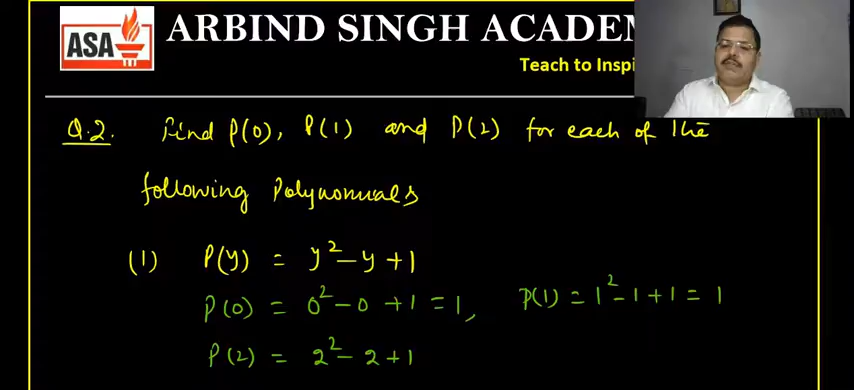 ASA
ARBIND SINGH ACADEM
Teach to Inspi
Q.2. Find P(0), P(1) and P(2) for each of the
following Polynomials
(1) P(y) = y² - y + 1
P(0) = 0² - 0 + 1 = 1, P(1) = 1² - 1 + 1 = 1
P(2) = 2² - 2 + 1